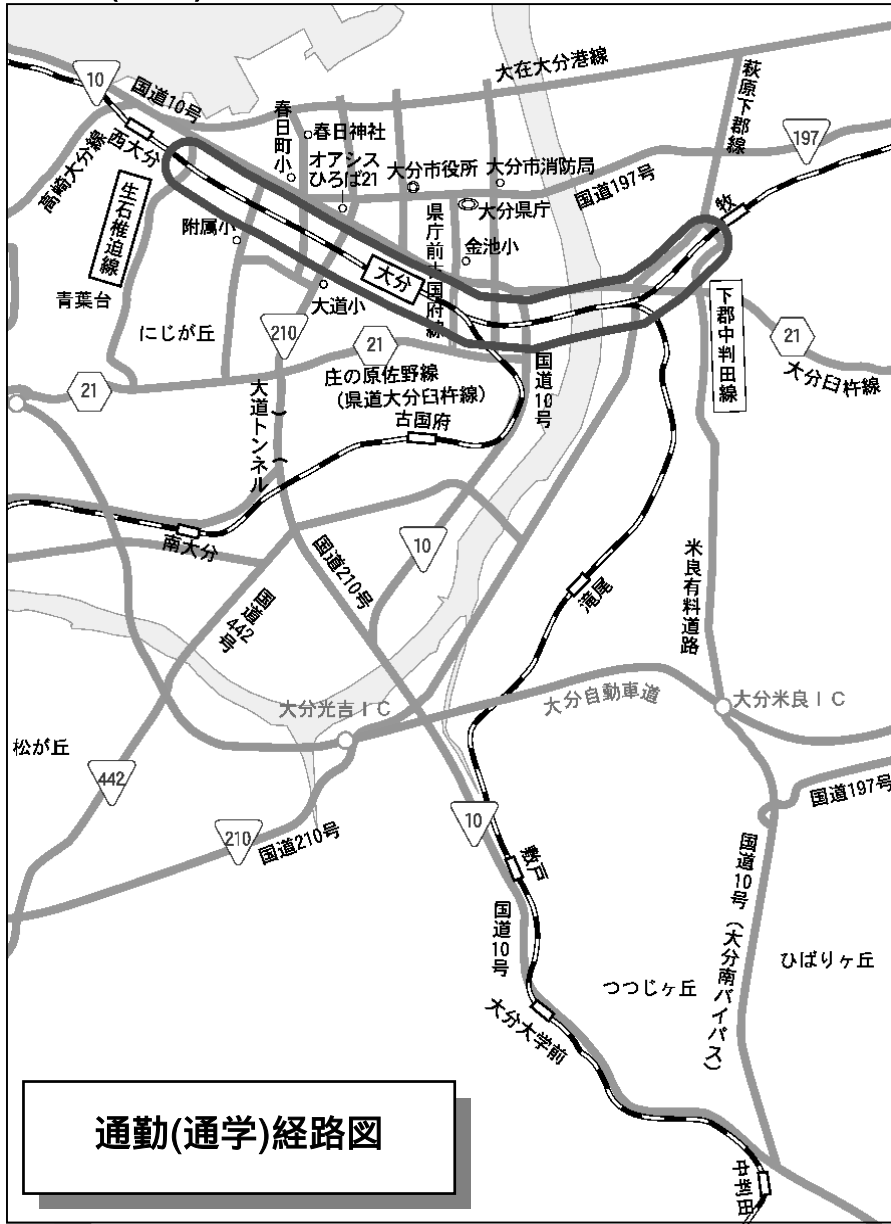 大在大分港線
萩原下郡線
10
国道10号
197
春日町小
春日神社
西大分
高崎大分線
オアシス
ひろば21
大分市役所
大分市消防局
国道197号
牧
生石椎迫線
附属小
県庁前古国府線
大分県庁
金池小
大分
青葉台
大道小
下郡中判田線
にじが丘
210
21
21
大分臼杵線
21
庄の原佐野線
(県道大分臼杵線)
国道10号
大道トンネル
古国府
南大分
10
国道210号
米良有料道路
滝尾
国道442号
大分光吉IC
大分自動車道
大分米良IC
松が丘
442
国道197号
210
国道210号
10
敷戸
国道10号
国道10号(大分南バイパス)
ひばりヶ丘
つつじヶ丘
大分大学前
通勤(通学)経路図
中判田